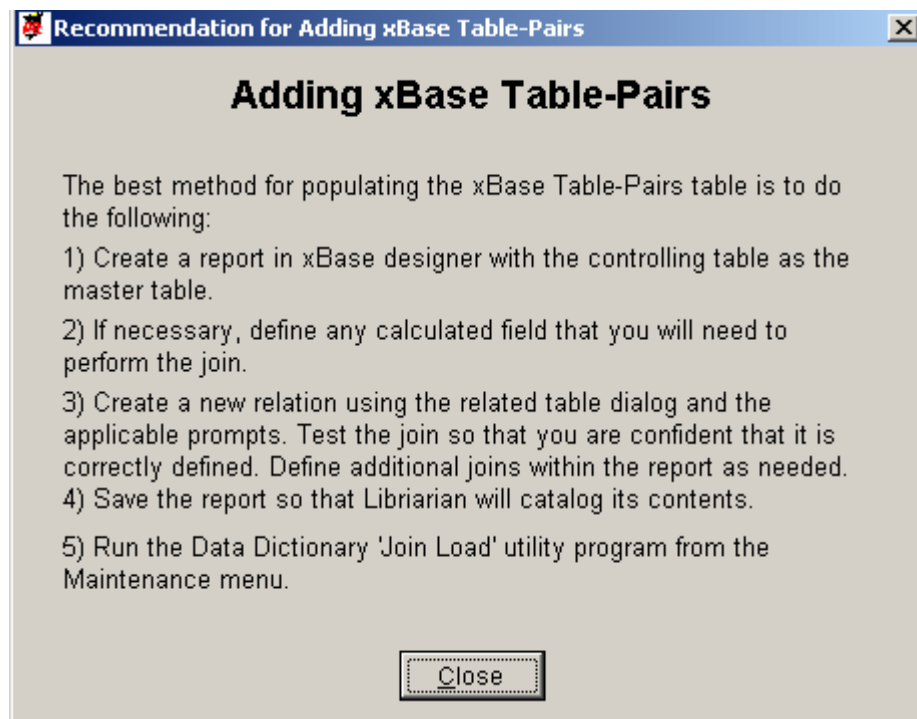 Recommendation for Adding xBase Table-Pairs
Adding xBase Table-Pairs
The best method for populating the xBase Table-Pairs table is to do
the following:
1) Create a report in xBase designer with the controlling table as the
master table.
2) If necessary, define any calculated field that you will need to
perform the join.
3) Create a new relation using the related table dialog and the
applicable prompts. Test the join so that you are confident that it is
correctly defined. Define additional joins within the report as needed.
4) Save the report so that Libriarian will catalog its contents.
5) Run the Data Dictionary 'Join Load' utility program from the
Maintenance menu.
Close